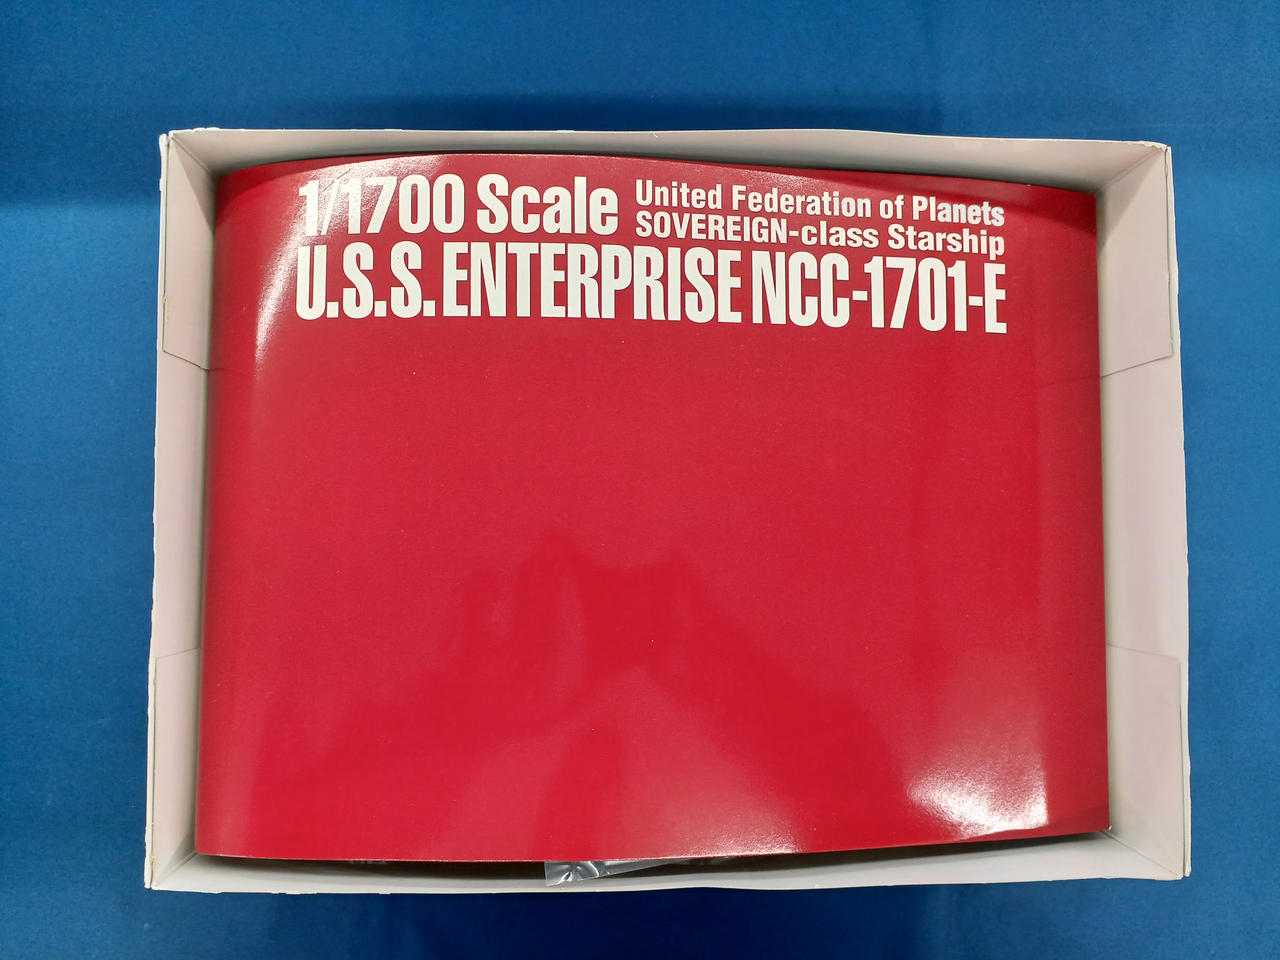 1/1700 Scale
United Federation of Planets
SOVEREIGN-class Starship
U.S.S. ENTERPRISE NCC-1701-E